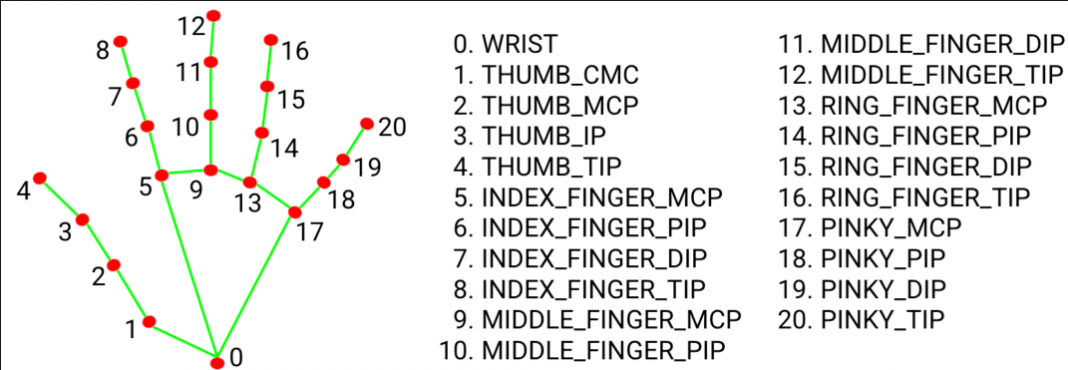 12
8
16
11
7
15
10
20
6
14
19
4
5
9
13
18
3
17
2
1
0
0. WRIST
1. THUMB_CMC
2. THUMB_MCP
3. THUMB_IP
4. THUMB_TIP
5. INDEX_FINGER_MCP
6. INDEX_FINGER_PIP
7. INDEX_FINGER_DIP
8. INDEX_FINGER_TIP
9. MIDDLE_FINGER_MCP
10. MIDDLE_FINGER_PIP
11. MIDDLE_FINGER_DIP
12. MIDDLE_FINGER_TIP
13. RING_FINGER_MCP
14. RING_FINGER_PIP
15. RING_FINGER_DIP
16. RING_FINGER_TIP
17. PINKY_MCP
18. PINKY_PIP
19. PINKY_DIP
20. PINKY_TIP